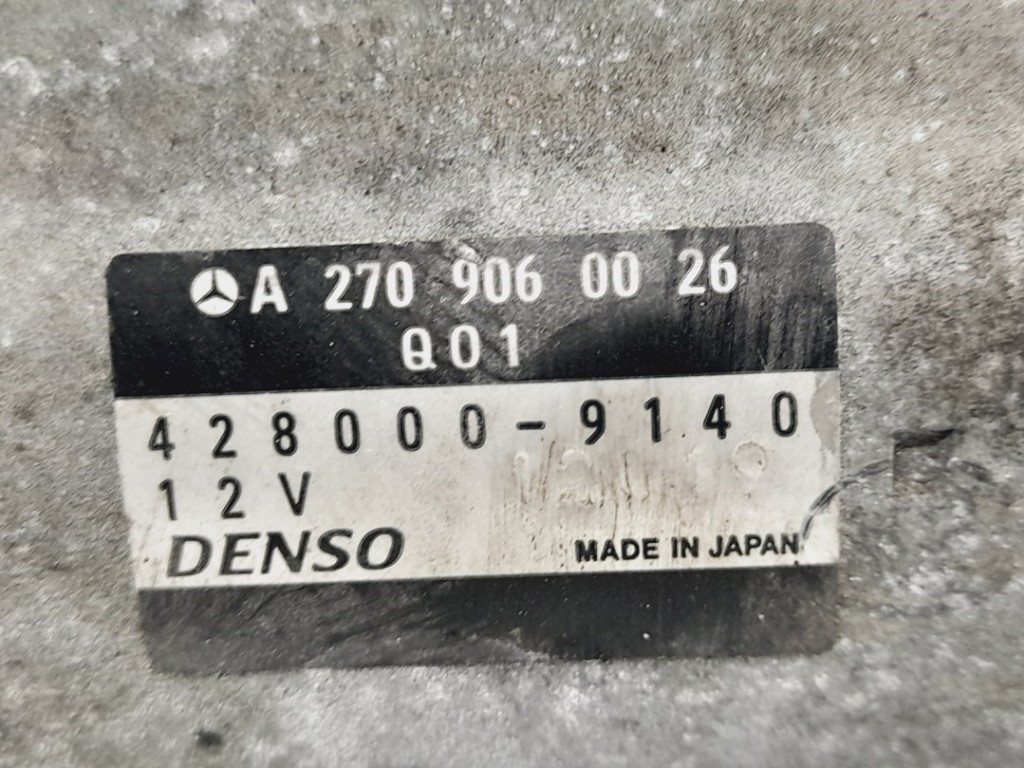 A 270 906 00 26
Q01
428000-9140
12V
DENSO MADE IN JAPAN